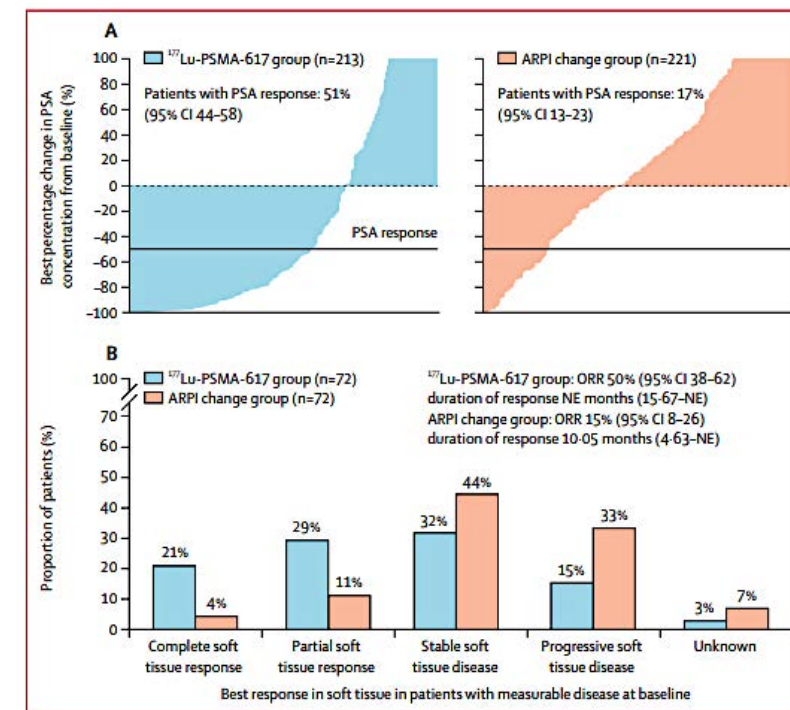 A
¹⁷⁷Lu-PSMA-617 group (n=213)
Patients with PSA response: 51%
(95% CI 44–58)
ARPI change group (n=221)
Patients with PSA response: 17%
(95% CI 13–23)
Best percentage change in PSA
concentration from baseline (%)
100
80
60
40
20
0
–20
–40
–60
–80
–100
PSA response
B
¹⁷⁷Lu-PSMA-617 group (n=72)
ARPI change group (n=72)
¹⁷⁷Lu-PSMA-617 group: ORR 50% (95% CI 38–62)
duration of response NE months (15·67–NE)
ARPI change group: ORR 15% (95% CI 8–26)
duration of response 10·05 months (4·63–NE)
Proportion of patients (%)
100
70
60
50
40
30
20
10
0
21%
4%
29%
11%
32%
44%
15%
33%
3%
7%
Complete soft
tissue response
Partial soft
tissue response
Stable soft
tissue disease
Progressive soft
tissue disease
Unknown
Best response in soft tissue in patients with measurable disease at baseline